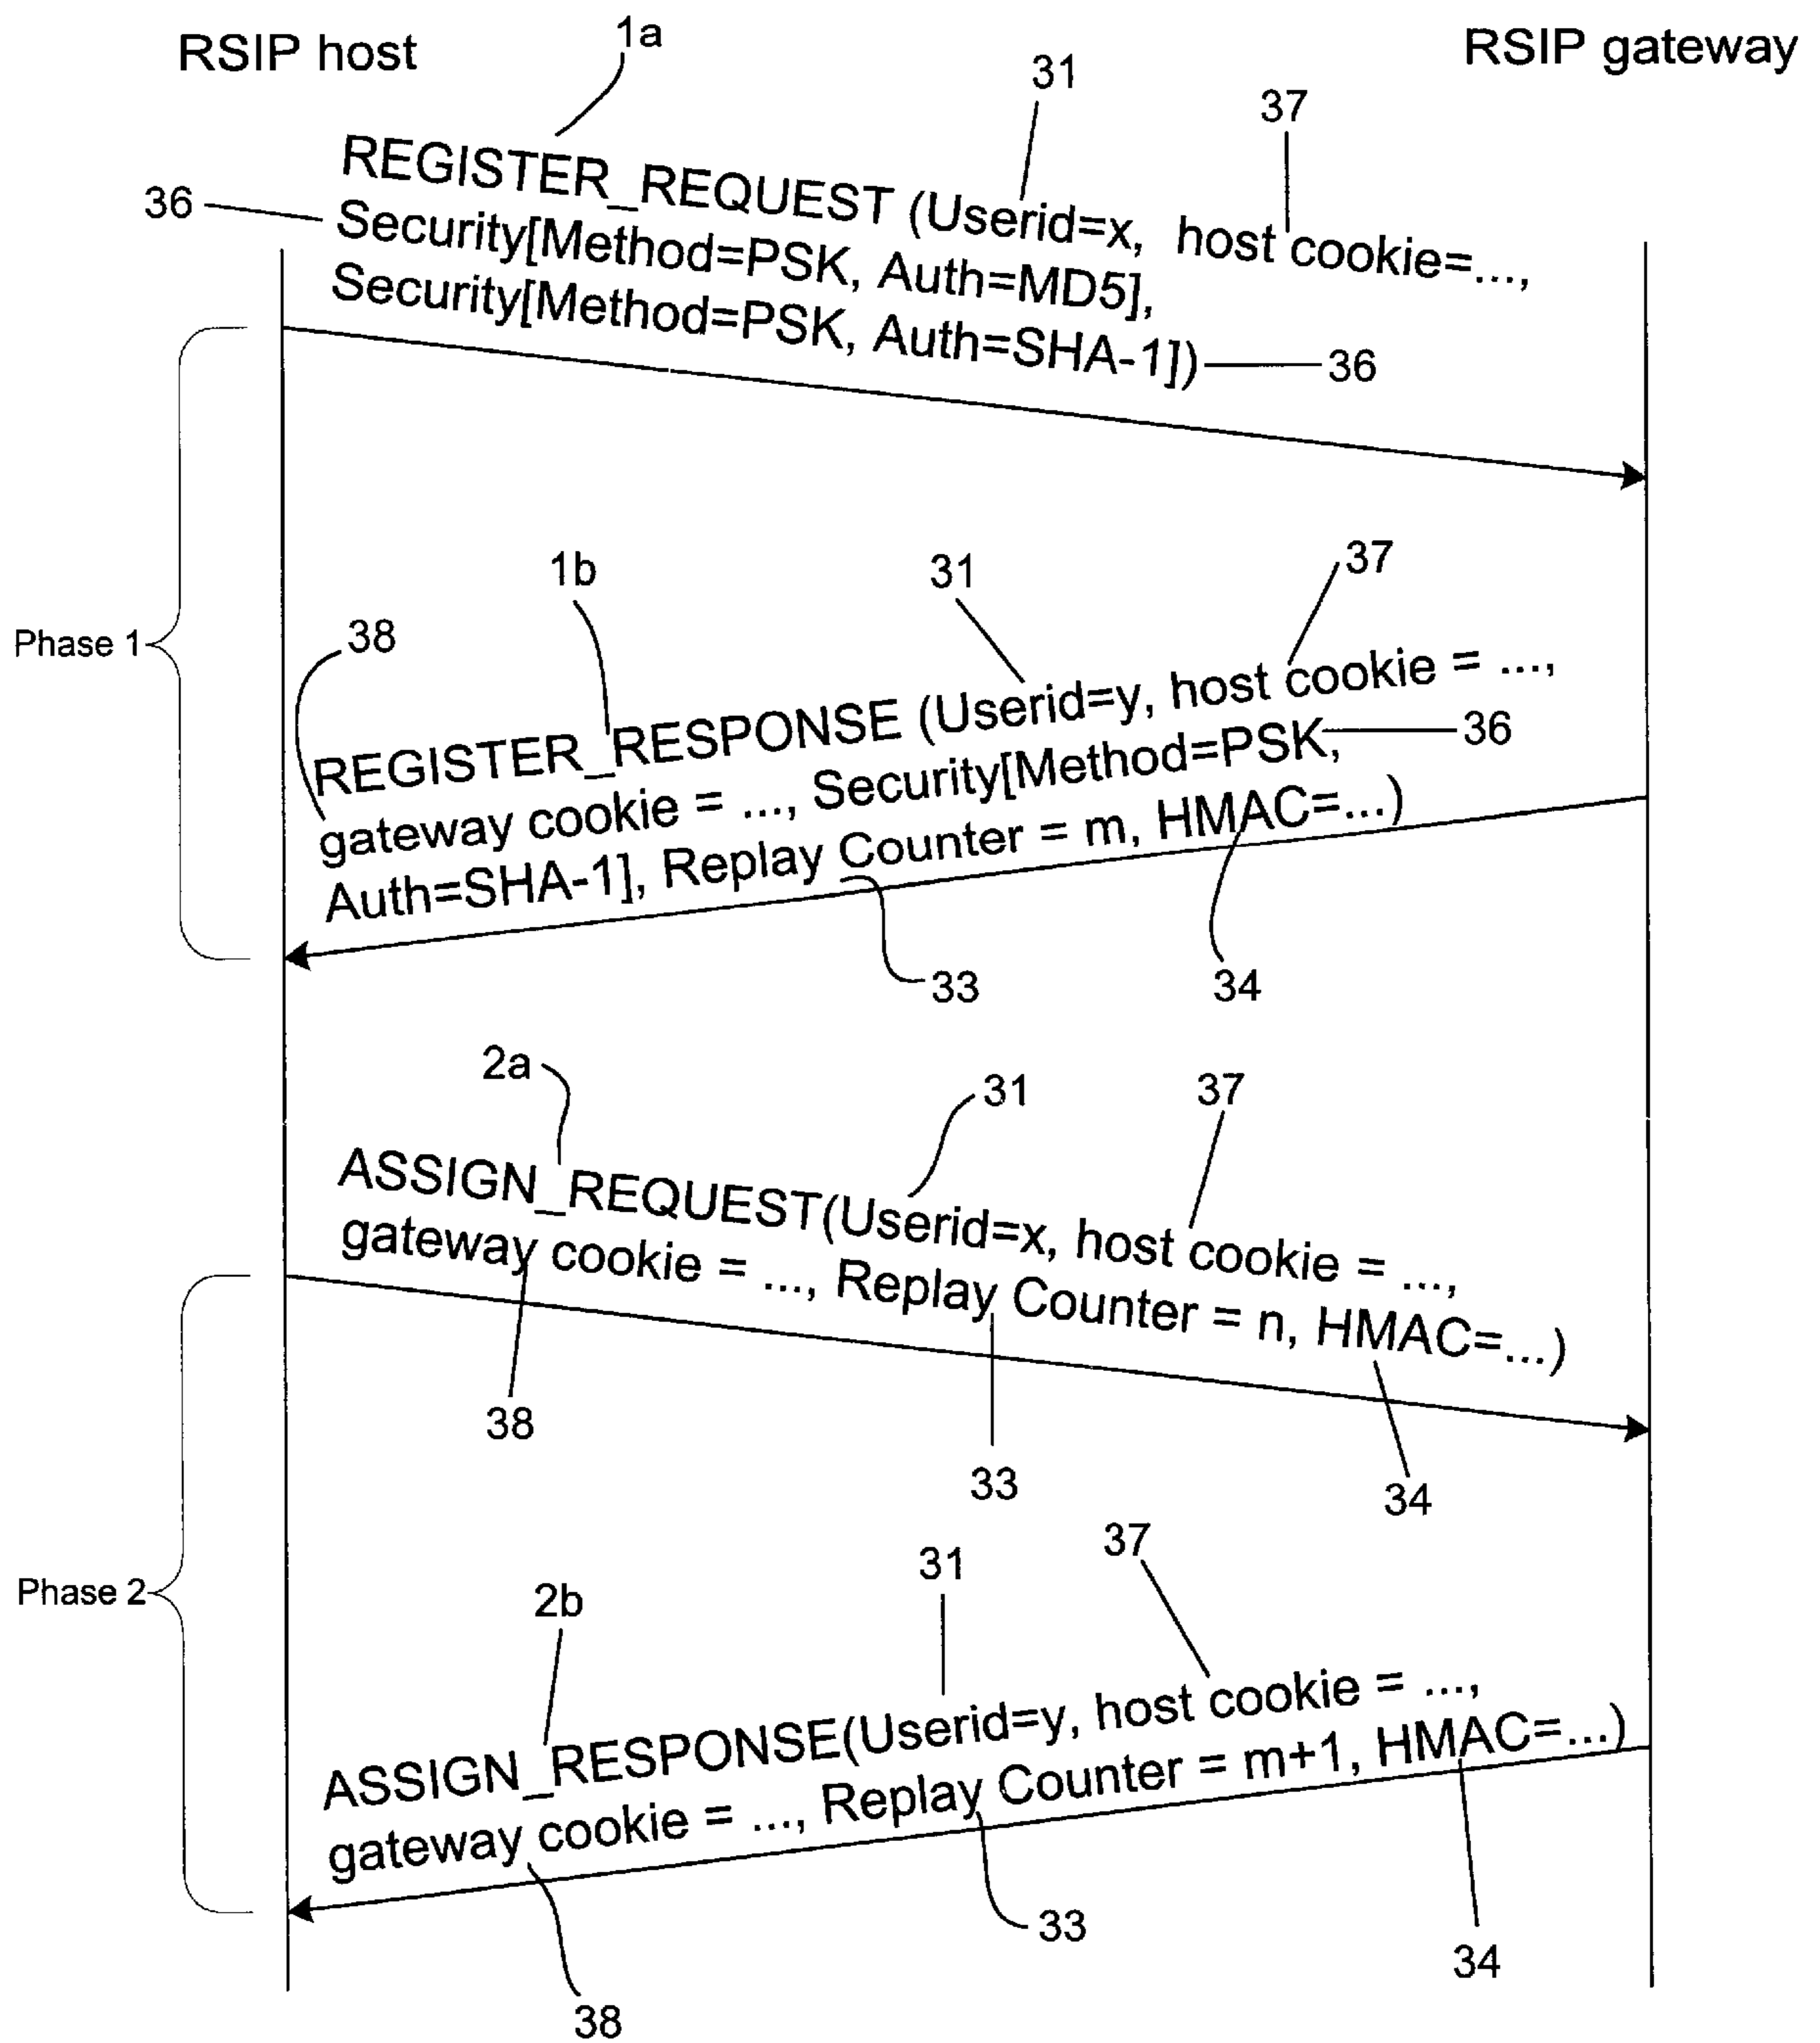 RSIP host
1a
RSIP gateway
31
37
REGISTER_REQUEST (Userid=x, host cookie=...,
36
Security[Method=PSK, Auth=MD5],
Security[Method=PSK, Auth=SHA-1])
36
1b
31
37
Phase 1
38
REGISTER_RESPONSE (Userid=y, host cookie = ...,
36
gateway cookie = ..., Security[Method=PSK,
Auth=SHA-1], Replay Counter = m, HMAC=...)
33
34
2a
31
37
ASSIGN_REQUEST(Userid=x, host cookie = ...,
gateway cookie = ..., Replay Counter = n, HMAC=...)
38
33
34
Phase 2
2b
31
37
ASSIGN_RESPONSE(Userid=y, host cookie = ...,
gateway cookie = ..., Replay Counter = m+1, HMAC=...)
33
34
38